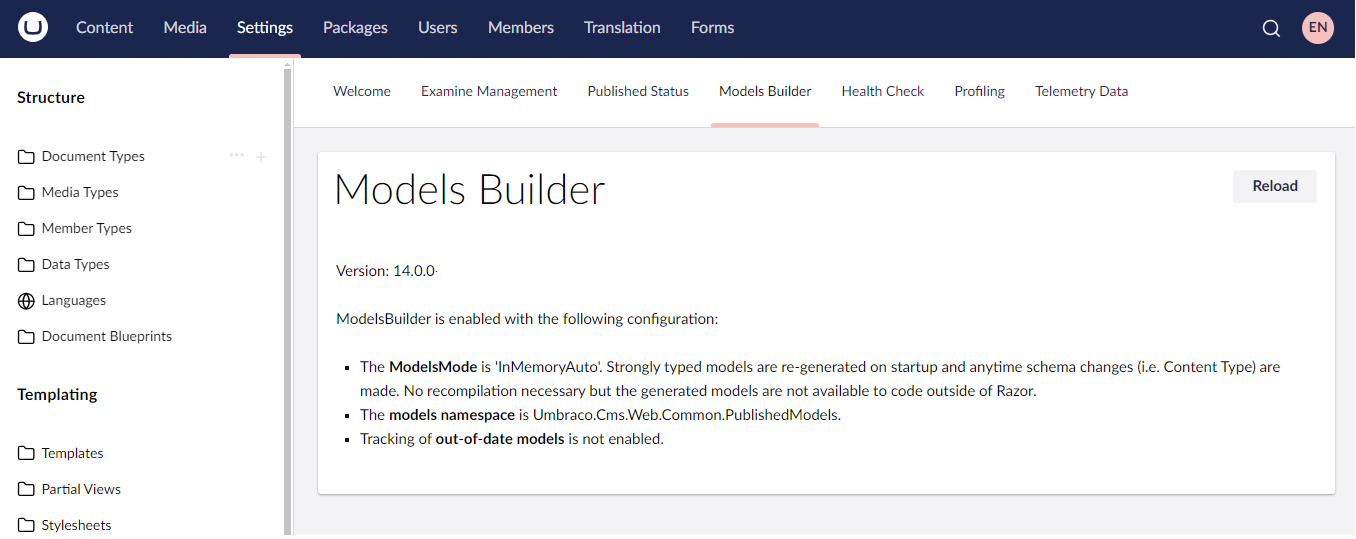 Content Media Settings Packages Users Members Translation Forms EN
Structure
Document Types
Media Types
Member Types
Data Types
Languages
Document Blueprints
Templating
Templates
Partial Views
Stylesheets
Welcome Examine Management Published Status Models Builder Health Check Profiling Telemetry Data
Models Builder
Reload
Version: 14.0.0
ModelsBuilder is enabled with the following configuration:
The ModelsMode is 'InMemoryAuto'. Strongly typed models are re-generated on startup and anytime schema changes (i.e. Content Type) are
made. No recompilation necessary but the generated models are not available to code outside of Razor.
The models namespace is Umbraco.Cms.Web.Common.PublishedModels.
Tracking of out-of-date models is not enabled.